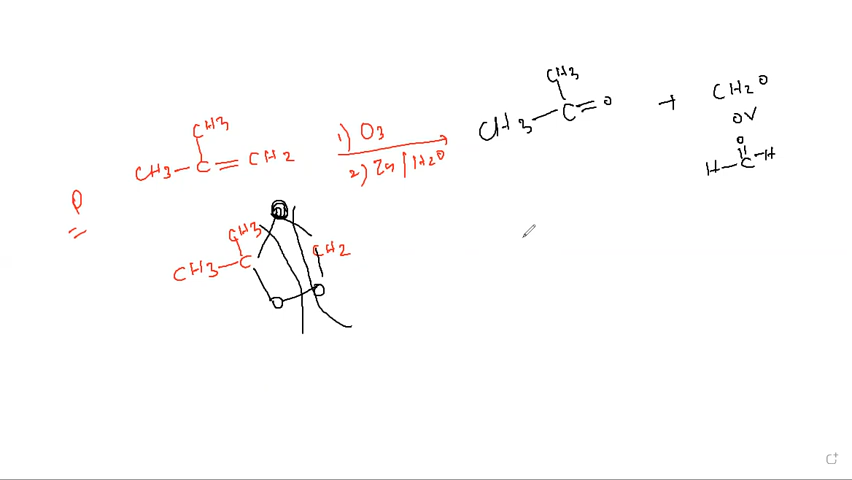 CH3
CH3-C=CH2
1) O3
2) Zn/H2O
CH3
CH3-C=O
+
CH2O
or
O
H-C-H
P
CH3
CH3-C
O
CH2
O
O